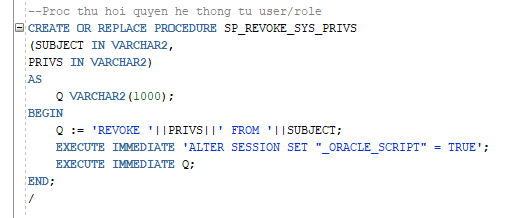 --Proc thu hoi quyen he thong tu user/role
CREATE OR REPLACE PROCEDURE SP_REVOKE_SYS_PRIVS
(SUBJECT IN VARCHAR2,
PRIVS IN VARCHAR2)
AS
    Q VARCHAR2(1000);
BEGIN
    Q := 'REVOKE '||PRIVS||' FROM '||SUBJECT;
    EXECUTE IMMEDIATE 'ALTER SESSION SET "_ORACLE_SCRIPT" = TRUE';
    EXECUTE IMMEDIATE Q;
END;
/